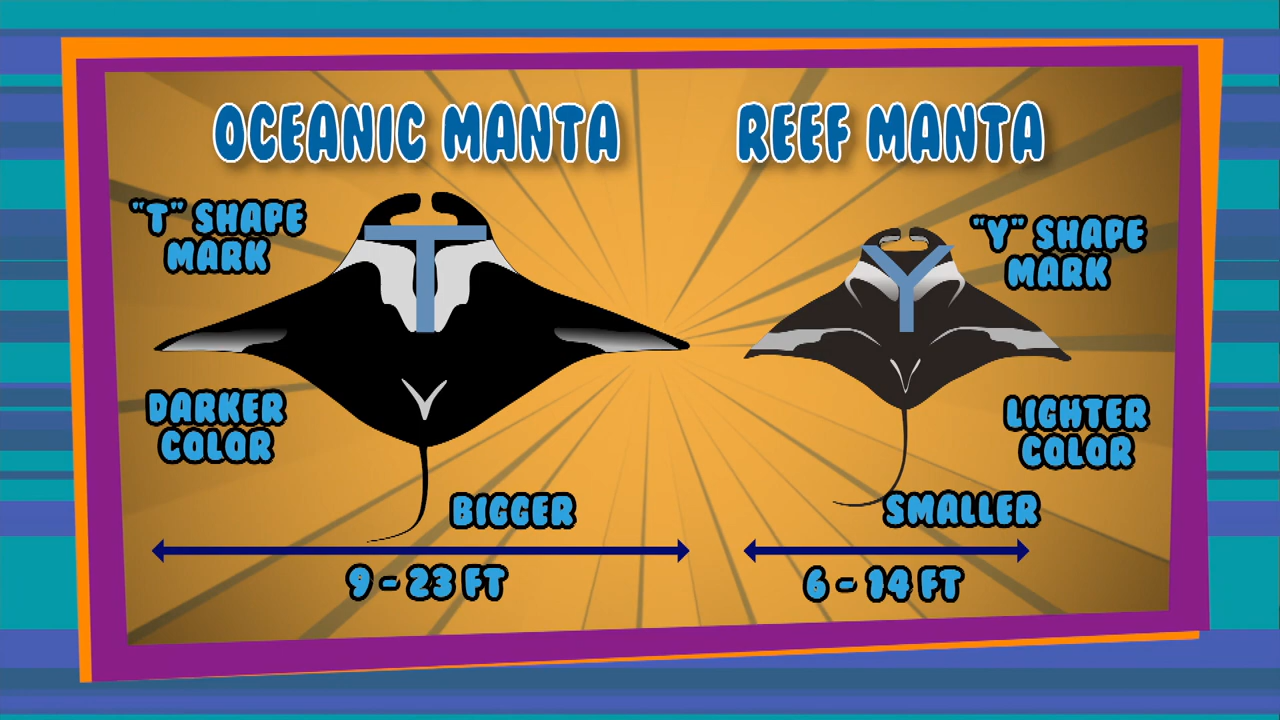 OCEANIC MANTA
"T" SHAPE
MARK
T
DARKER
COLOR
BIGGER
9 - 23 FT
REEF MANTA
"Y" SHAPE
MARK
Y
LIGHTER
COLOR
SMALLER
6 - 14 FT